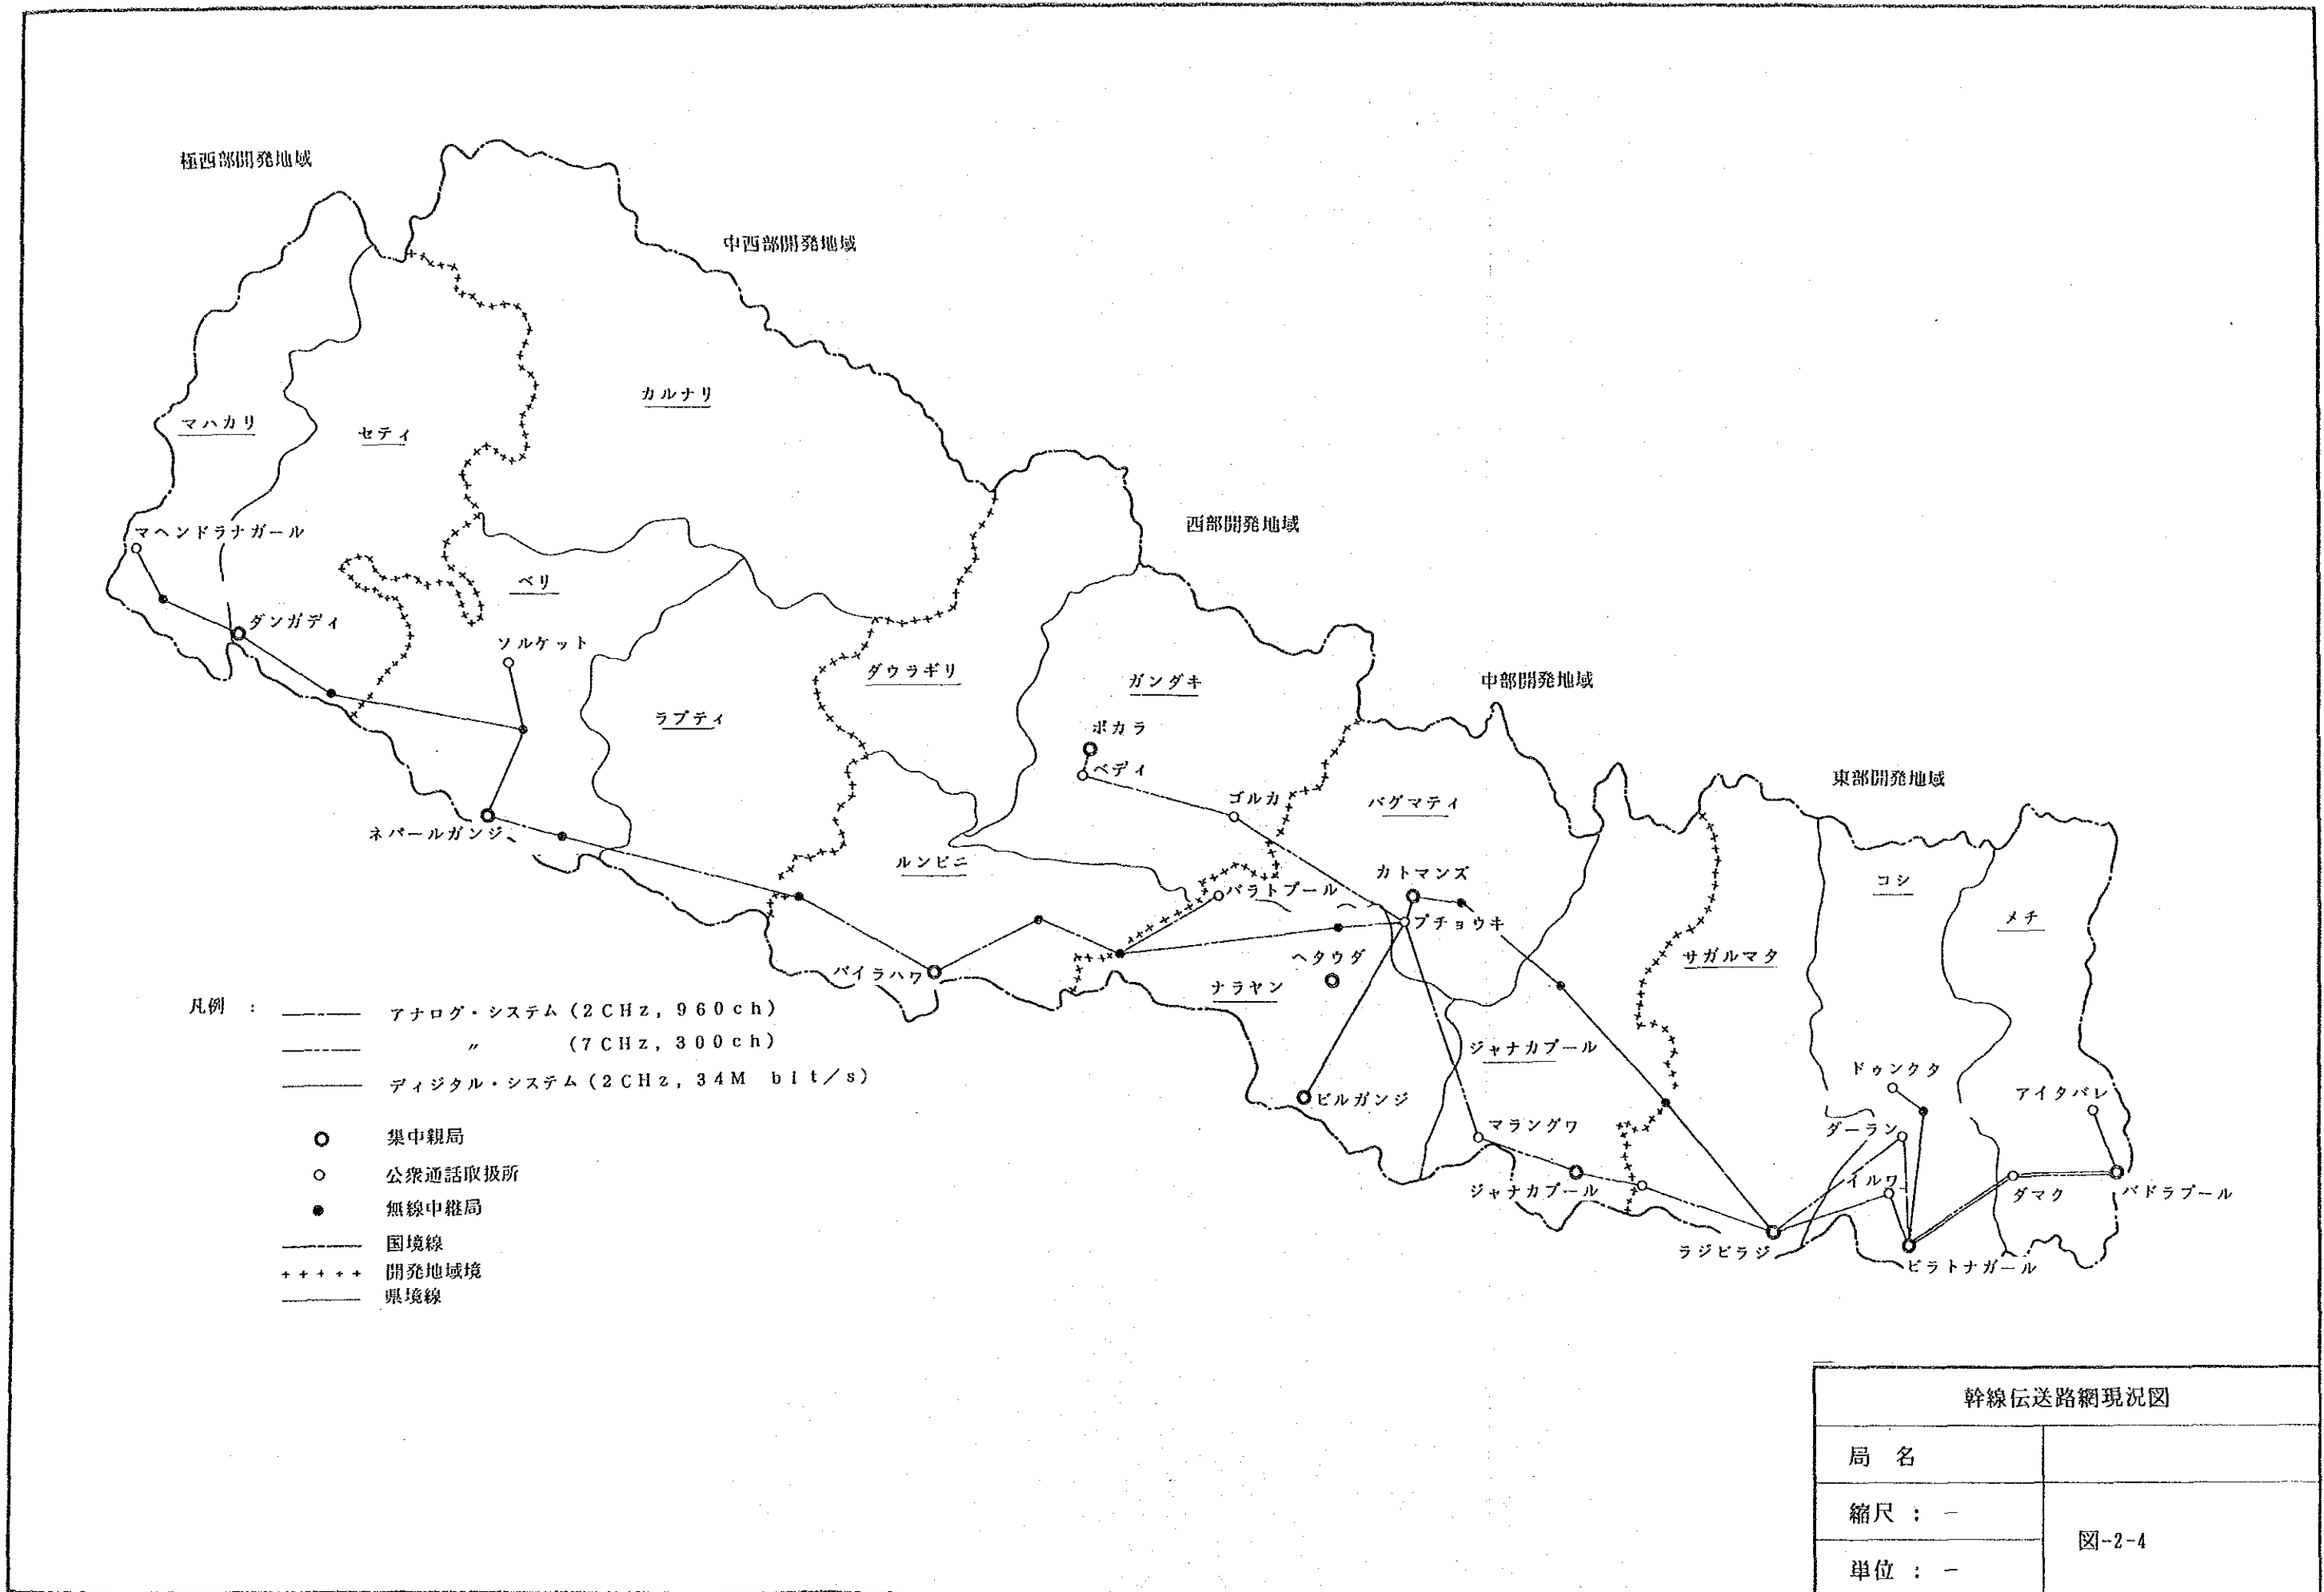 極西部開発地域
中西部開発地域
カルナリ
マハカリ
セティ
マヘンドラナガール
西部開発地域
ベリ
ダンガディ
ソルケット
ダウラギリ
ガンダキ
中部開発地域
ラプティ
ポカラ
ベディ
東部開発地域
ゴルカ
バグマティ
ネパールガンジ
ルンビニ
カトマンズ
コシ
バラトプール
メチ
プチョウキ
サガルマタ
ヘタウダ
バイラハワ
ナラヤン
ジャナカプール
ドゥンクタ
アイタバレ
ビルガンジ
マラングワ
ダーラン
イルワ
ジャナカプール
ダマク
バドラプール
ラジビラジ
ビラトナガール
凡例 :
アナログ・システム (2CHz, 960ch)
〃 (7CHz, 300ch)
ディジタル・システム (2CHz, 34M bit/s)
集中親局
公衆通話取扱所
無線中継局
国境線
開発地域境
県境線
幹線伝送路網現況図
局 名
縮尺 : -
図-2-4
単位 : -